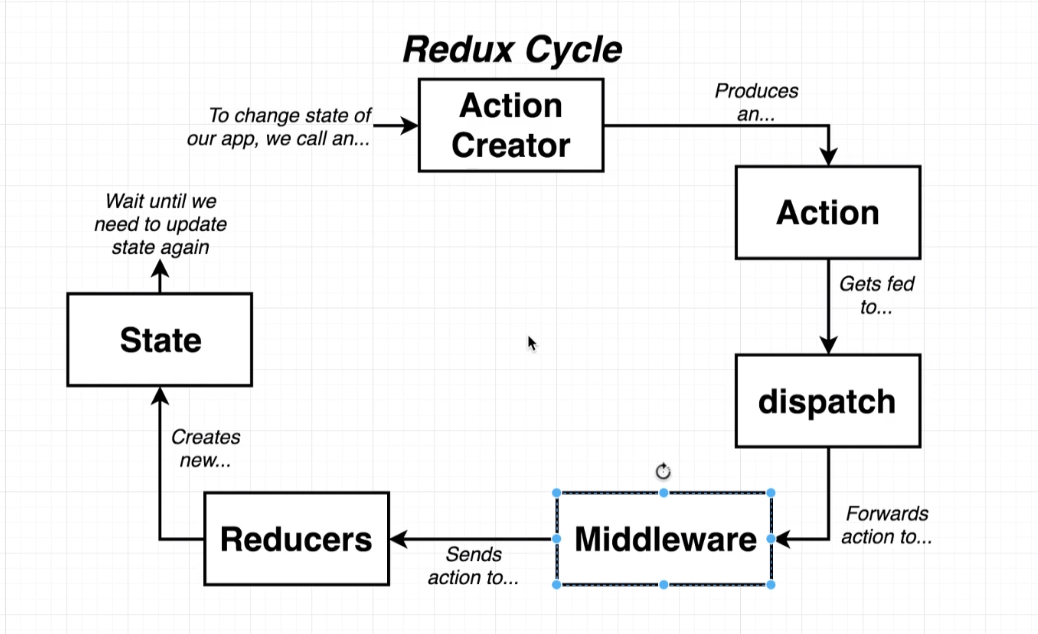 Redux Cycle
To change state of
our app, we call an...
Action
Creator
Produces
an...
Action
Gets fed
to...
dispatch
Forwards
action to...
Middleware
Sends
action to...
Reducers
Creates
new...
State
Wait until we
need to update
state again